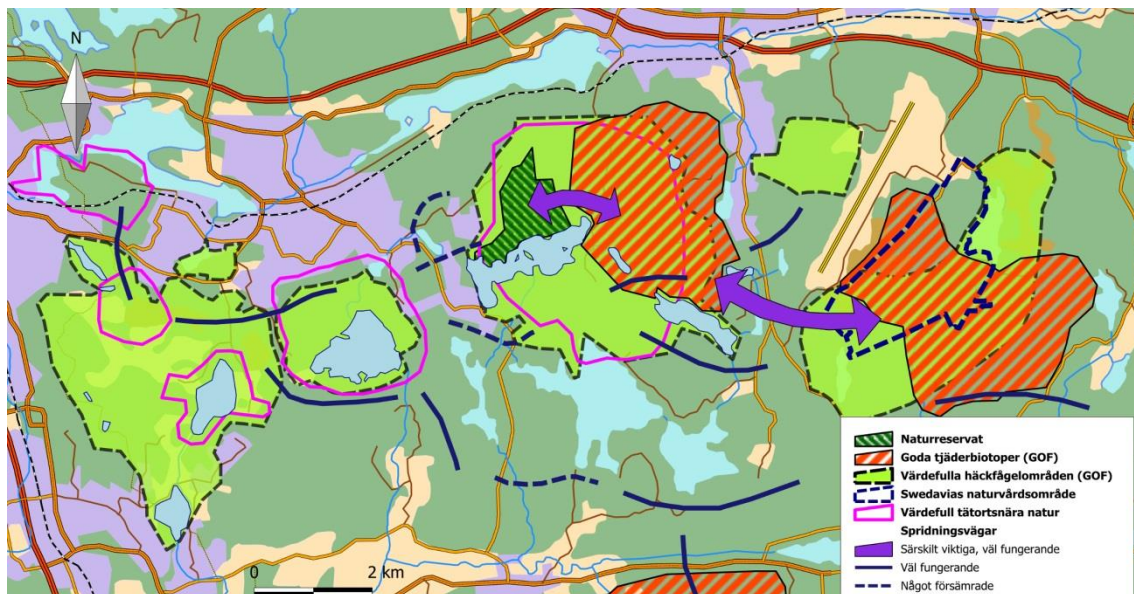 N
Naturreservat
Goda tjäderbiotoper (GOF)
Värdefulla häckfågelområden (GOF)
Swedavias naturvårdsområde
Värdefull tätortsnära natur
Spridningsvägar
Särskilt viktiga, väl fungerande
Väl fungerande
Något försämrade
0 2 km